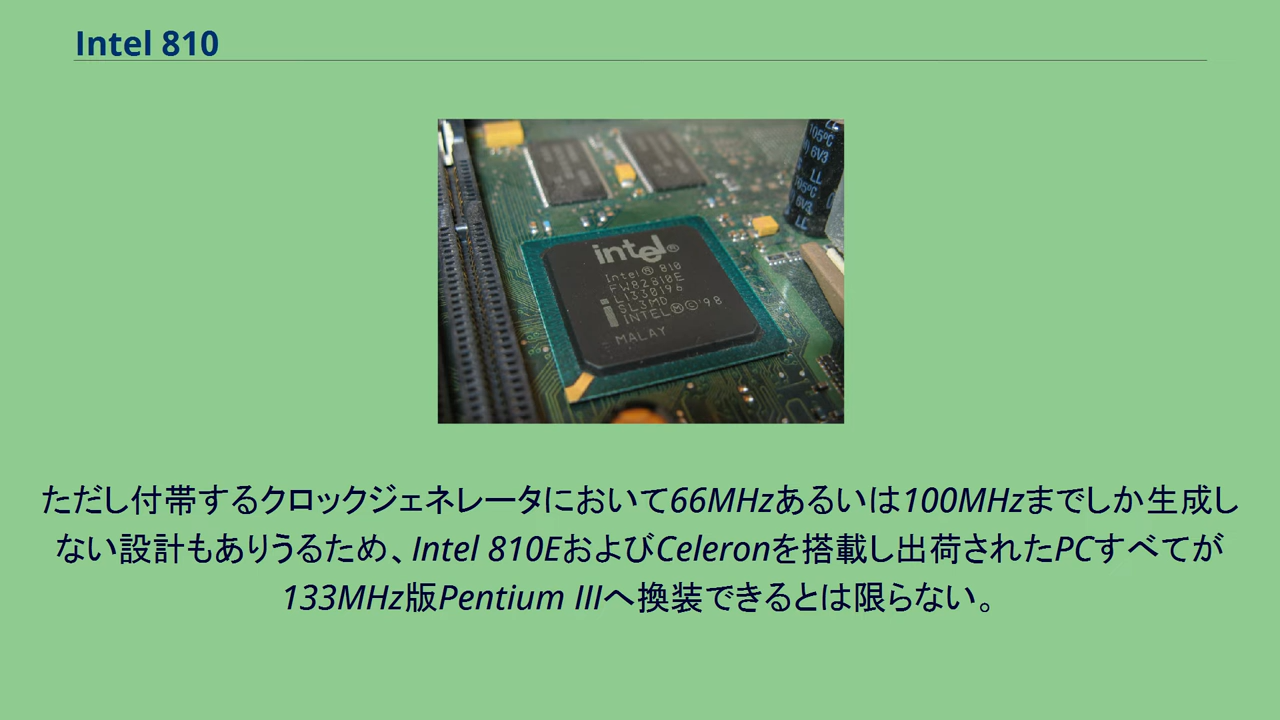 Intel 810
105ºC
6V3
LL
105ºC
6V3
LL
intel®
Intel® 810
FW82810E
L1330196
SL3MD
INTEL®©'98
MALAY
ただし付帯するクロックジェネレータにおいて66MHzあるいは100MHzまでしか生成し
ない設計もありうるため、Intel 810EおよびCeleronを搭載し出荷されたPCすべてが
133MHz版Pentium IIIへ換装できるとは限らない。